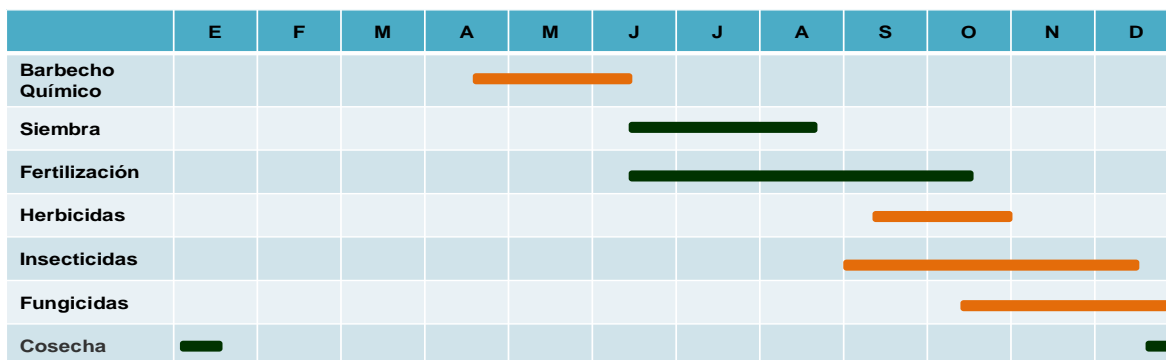 E F M A M J J A S O N D
Barbecho
Químico
Siembra
Fertilización
Herbicidas
Insecticidas
Fungicidas
Cosecha